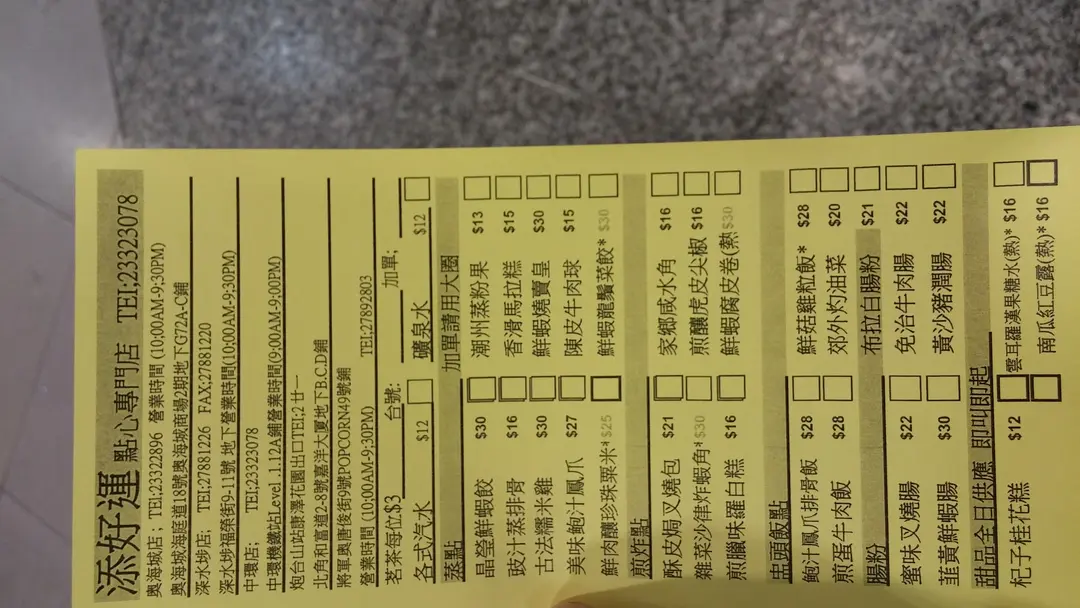 添好運 點心專門店 TEl;23323078
奧海城店；TEl;23322896 營業時間 (10;00AM-9;30PM)
奧海城海庭道18號奧海城商場2期地下G72A-C鋪
深水埗店; TEl;27881226 FAX;27881220
深水埗福榮街9-11號 地下營業時間(10;00AM-9;30PM)
中環店; TEl;23323078
中環機鐵站Level 1.12A鋪營業時間(9:00AM-9;00PM)
炮台山站康澤花園出口TEl;2 廿一
北角和富道2-8號嘉洋大夏地下B.C.D鋪
將軍奧唐後街9號POPCORN49號鋪
營業時間 (10;00AM-9;30PM) TEl;27892803
茗茶每位$3 台號: 加單;
各式汽水 $12 礦泉水 $12
蒸點 加單請用大圈
晶瑩鮮蝦餃 $30 潮州蒸粉果 $13
豉汁蒸排骨 $16 香滑馬拉糕 $15
古法糯米雞 $30 鮮蝦燒賣皇 $30
美味鮑汁鳳爪 $27 陳皮牛肉球 $15
鮮肉釀珍珠粟米* $25 鮮蝦龍鬚菜餃* $30
煎炸點
酥皮焗叉燒包 $21 家鄉咸水角 $16
雜菜沙律炸蝦角* $30 煎釀虎皮尖椒 $16
煎臘味羅白糕 $16 鮮蝦腐皮卷(熱 $30
盅頭飯點
鮑汁鳳爪排骨飯 $28 鮮菇雞粒飯* $28
煎蛋牛肉飯 $28 郊外灼油菜 $20
腸粉 布拉白腸粉 $21
蜜味叉燒腸 $22 免治牛肉腸 $22
韮黃鮮蝦腸 $30 黃沙豬潤腸 $22
甜品全日供應 即叫即起
杞子桂花糕 $12 雲耳羅漢果糖水(熱)* $16
南瓜紅豆露(熱)* $16